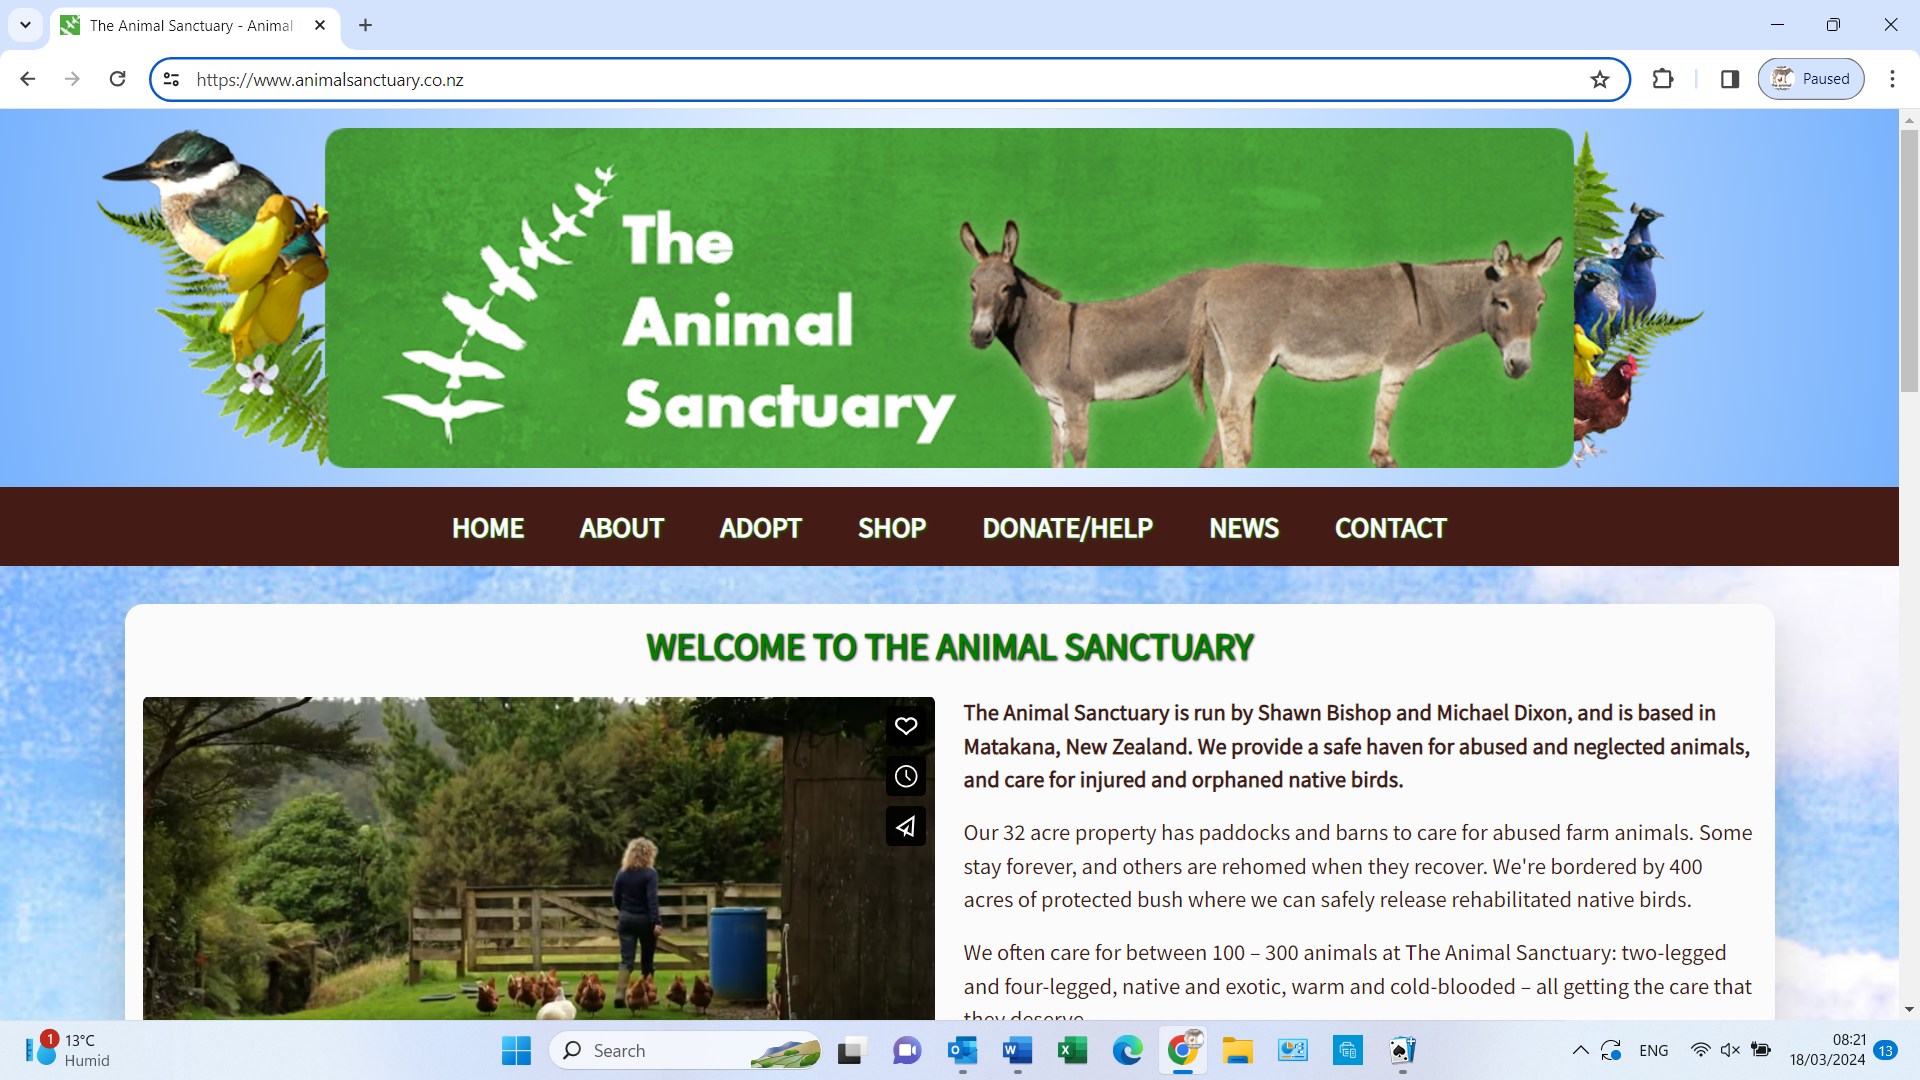 The Animal Sanctuary - Animal
https://www.animalsanctuary.co.nz
Paused
The
Animal
Sanctuary
HOME ABOUT ADOPT SHOP DONATE/HELP NEWS CONTACT
WELCOME TO THE ANIMAL SANCTUARY
The Animal Sanctuary is run by Shawn Bishop and Michael Dixon, and is based in
Matakana, New Zealand. We provide a safe haven for abused and neglected animals,
and care for injured and orphaned native birds.
Our 32 acre property has paddocks and barns to care for abused farm animals. Some
stay forever, and others are rehomed when they recover. We're bordered by 400
acres of protected bush where we can safely release rehabilitated native birds.
We often care for between 100 – 300 animals at The Animal Sanctuary: two-legged
and four-legged, native and exotic, warm and cold-blooded – all getting the care that
they deserve
1
13°C
Humid
Search
ENG
08:21
18/03/2024
13